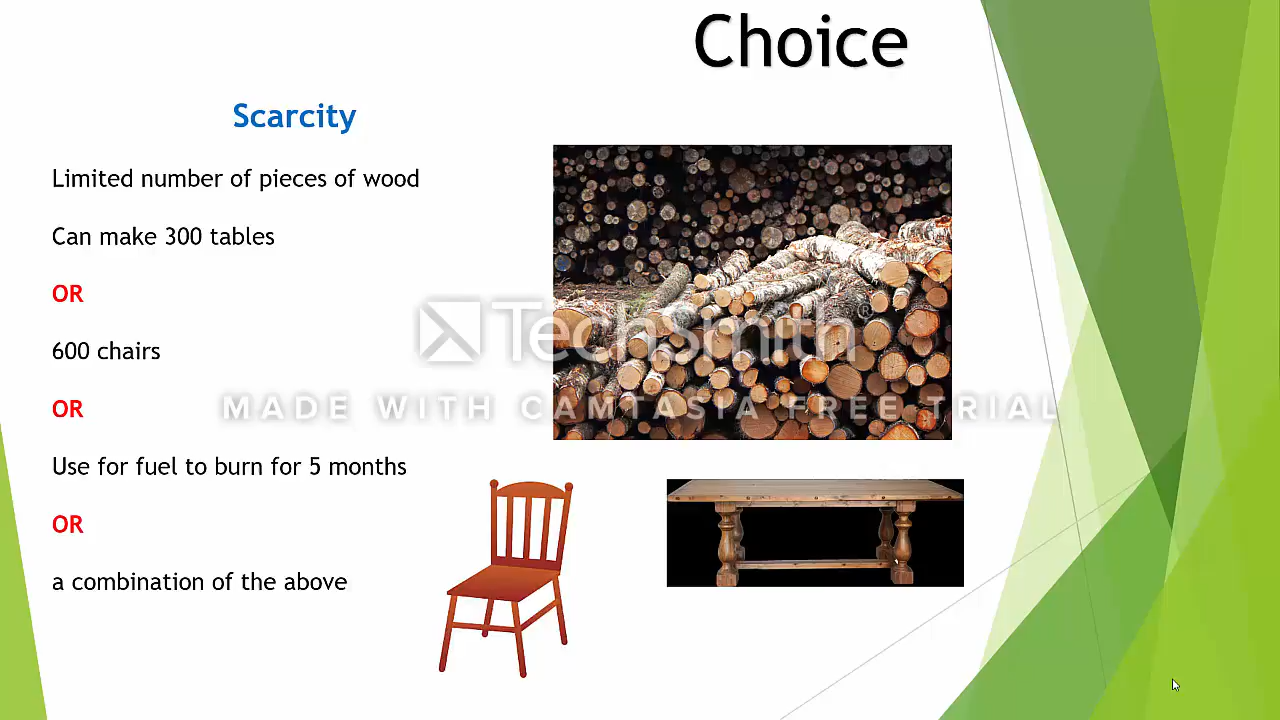 Choice
Scarcity
Limited number of pieces of wood
Can make 300 tables
OR
600 chairs
OR
Use for fuel to burn for 5 months
OR
a combination of the above
TechSmith®
MADE WITH CAMTASIA FREE TRIAL